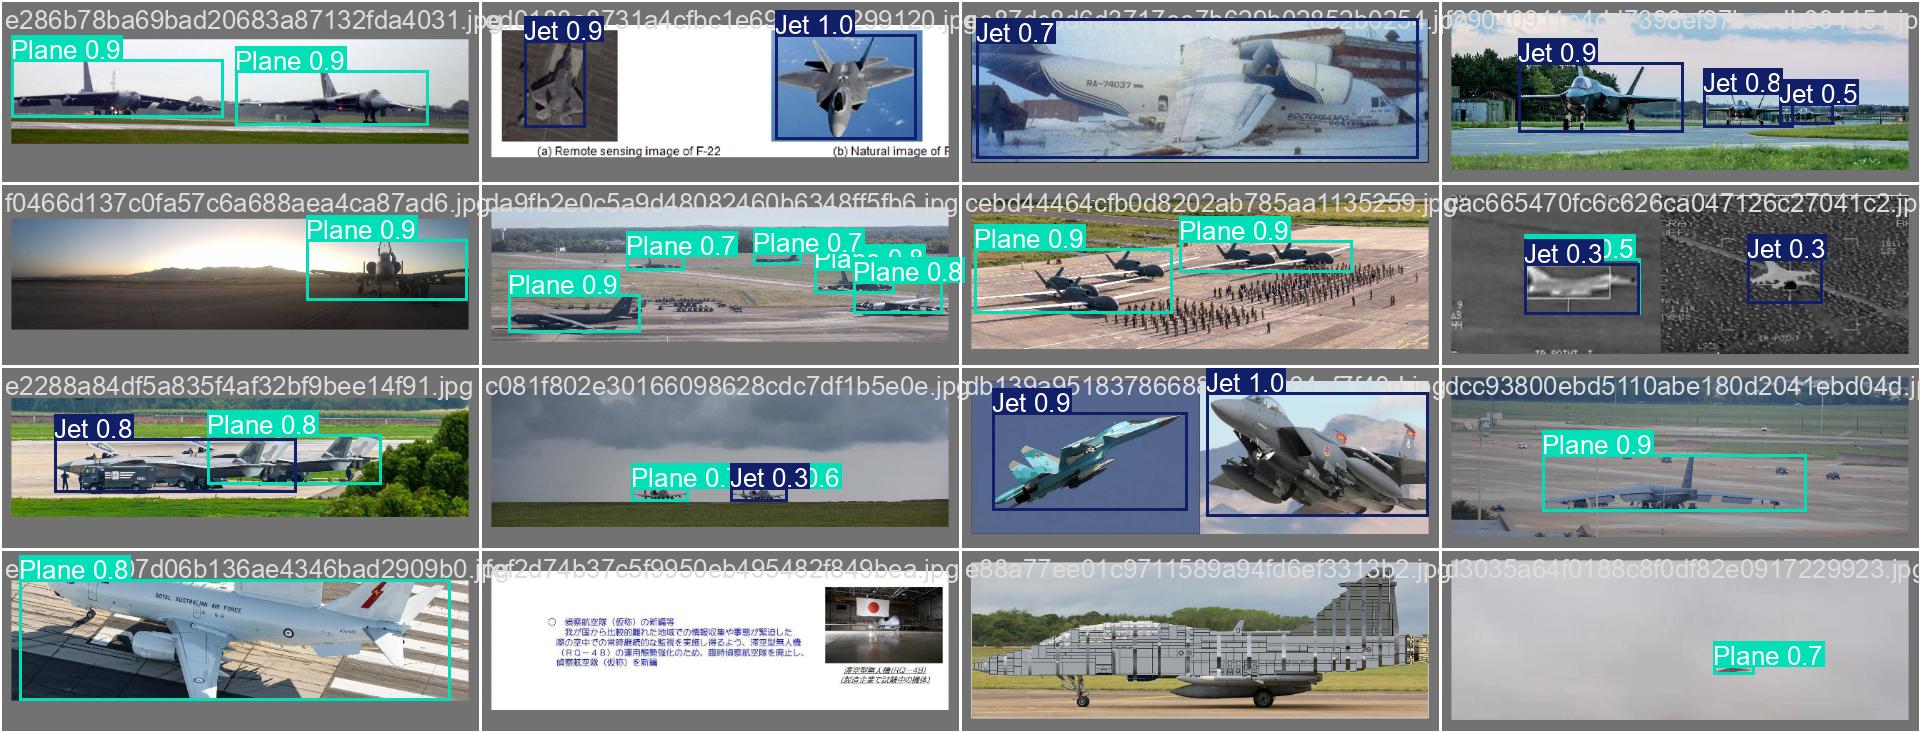 e286b78ba69bad20683a87132fda4031.jpg
Plane 0.9
Plane 0.9
Jet 0.9
Jet 1.0
(a) Remote sensing image of F-22
(b) Natural image of F
Jet 0.7
RA-74037
Jet 0.9
Jet 0.8
Jet 0.5
f0466d137c0fa57c6a688aea4ca87ad6.jpg
Plane 0.9
da9fb2e0c5a9d48082460b6348ff5fb6.jpg
Plane 0.7
Plane 0.7
Plane 0.8
Plane 0.9
cebd44464cfb0d8202ab785aa1135259.jpg
Plane 0.9
Plane 0.9
cac665470fc6c626ca047126c27041c2.jp
Jet 0.3
0.5
Jet 0.3
e2288a84df5a835f4af32bf9bee14f91.jpg
Jet 0.8
Plane 0.8
c081f802e30166098628cdc7df1b5e0e.jpg
Plane 0.
Jet 0.3
0.6
Jet 0.9
Jet 1.0
dcc93800ebd5110abe180d2041ebd04d.j
Plane 0.9
Plane 0.8
7d06b136ae4346bad2909b0.jpg
ROYAL AUSTRALIAN AIR FORCE
fef2d74b37c5f9950eb495482f849bea.jpg
○ 偵察航空隊（仮称）の新編等
我が国から比較的離れた地域での情報収集や事態が緊迫した
際の空中での常時継続的な監視を実施し得るよう、滞空型無人機
（RQ-4B）の運用態勢強化のため、臨時偵察航空隊を廃止し、
偵察航空隊（仮称）を新編
滞空型無人機(RQ-4B)
(製造企業で試験中の機体)
e88a77ee01c9711589a94fd6ef3313b2.jpg
d3035a64f0188c8f0df82e0917229923.jpg
Plane 0.7